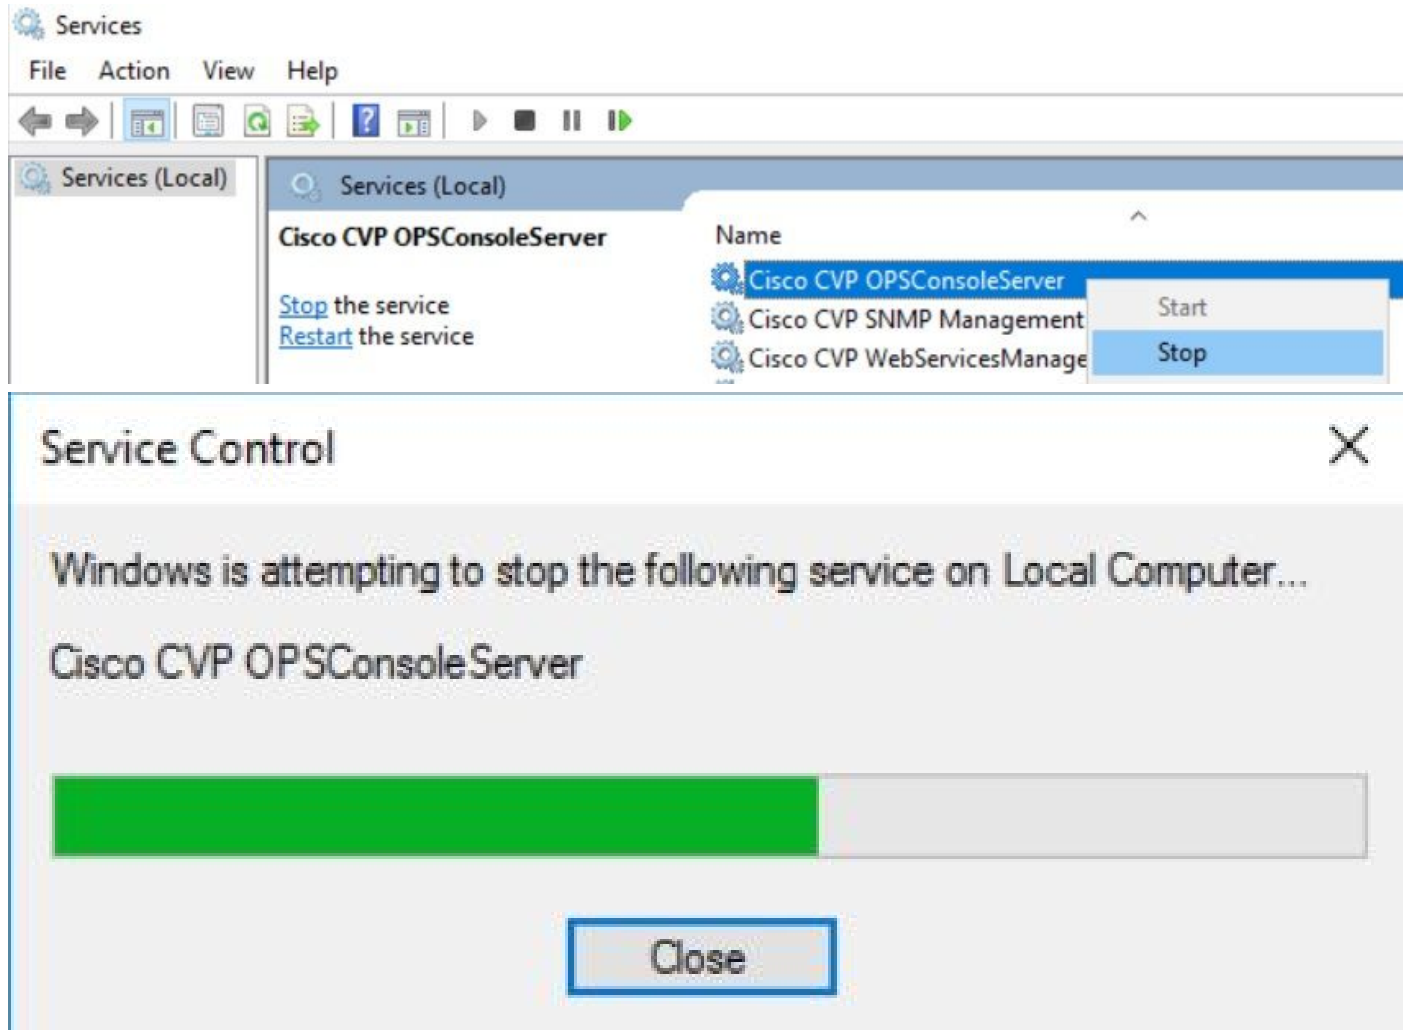 Services
File Action View Help
Services (Local)
Services (Local)
Cisco CVP OPSConsoleServer
Stop the service
Restart the service
Name
Cisco CVP OPSConsoleServer
Cisco CVP SNMP Management
Cisco CVP WebServicesManage
Start
Stop
Service Control
Windows is attempting to stop the following service on Local Computer...
Cisco CVP OPSConsoleServer
Close